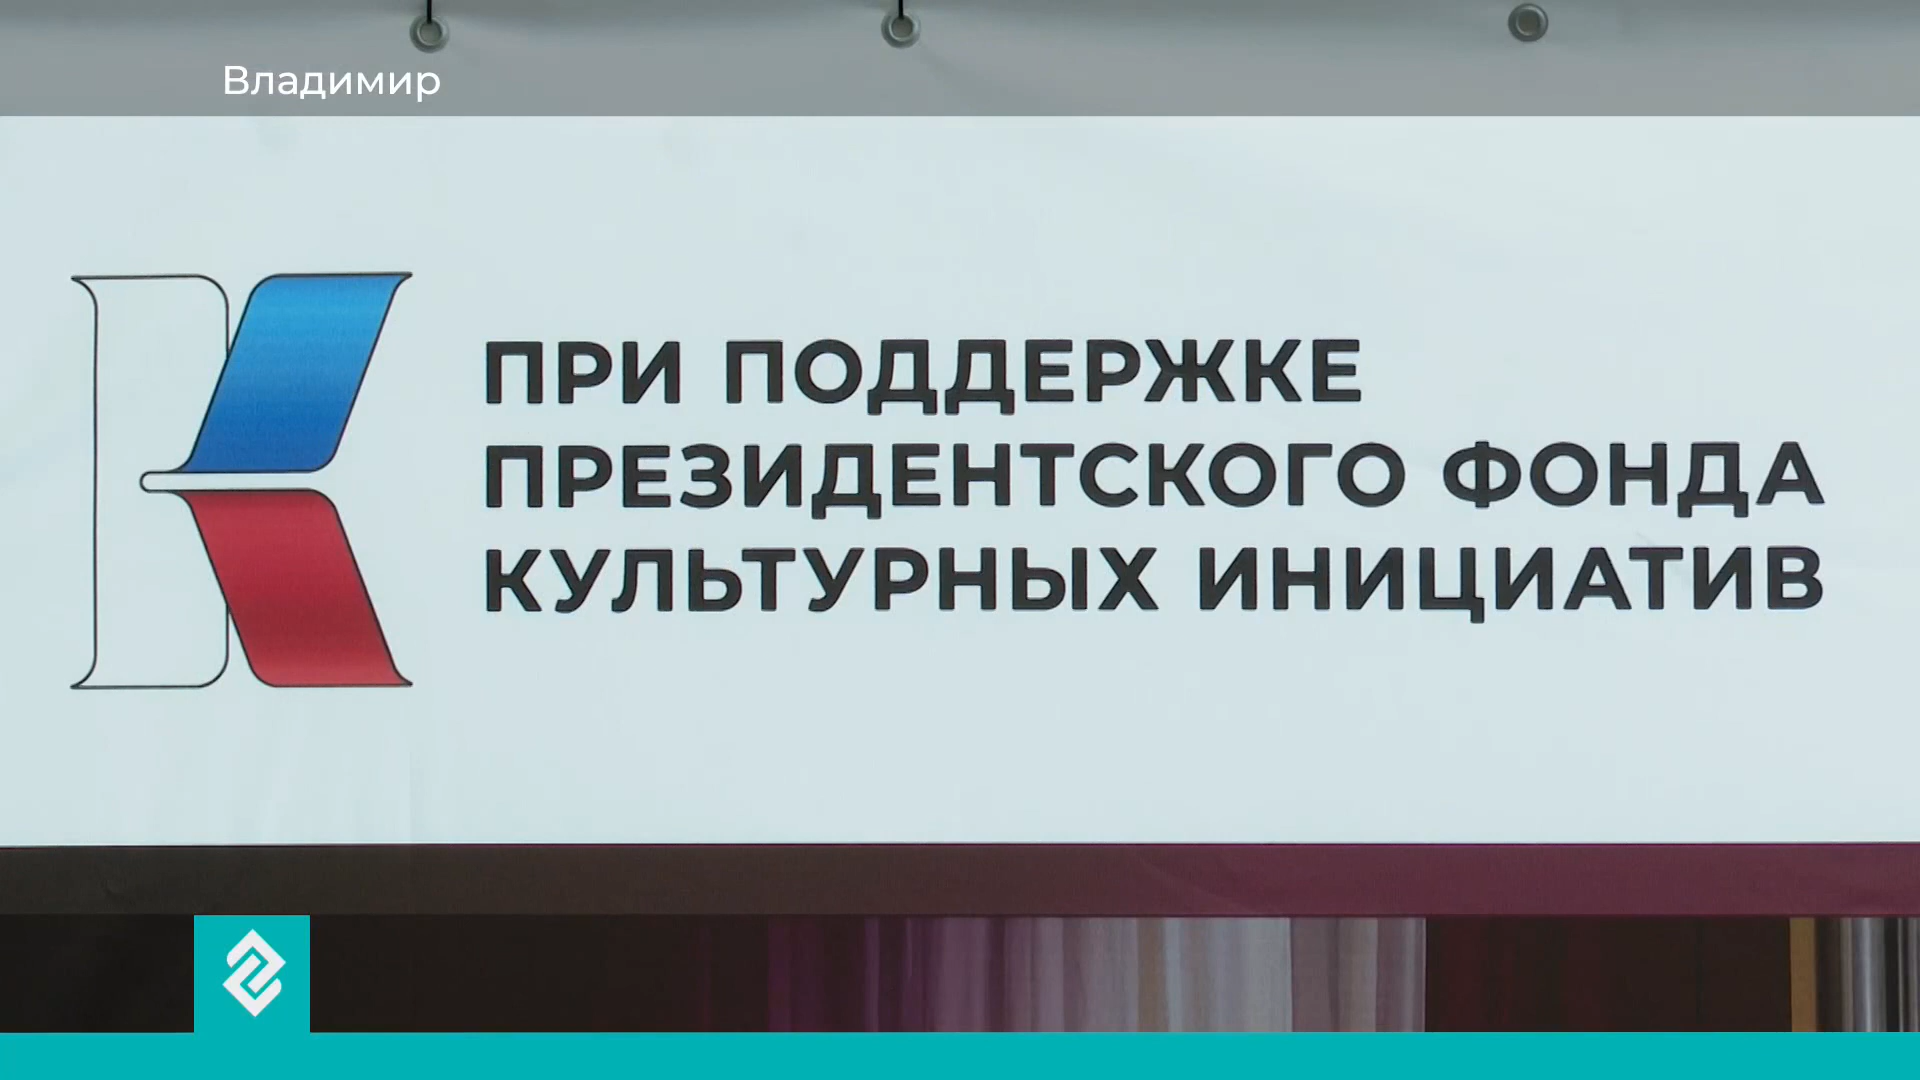 Владимир
ПРИ ПОДДЕРЖКЕ
ПРЕЗИДЕНТСКОГО ФОНДА
КУЛЬТУРНЫХ ИНИЦИАТИВ